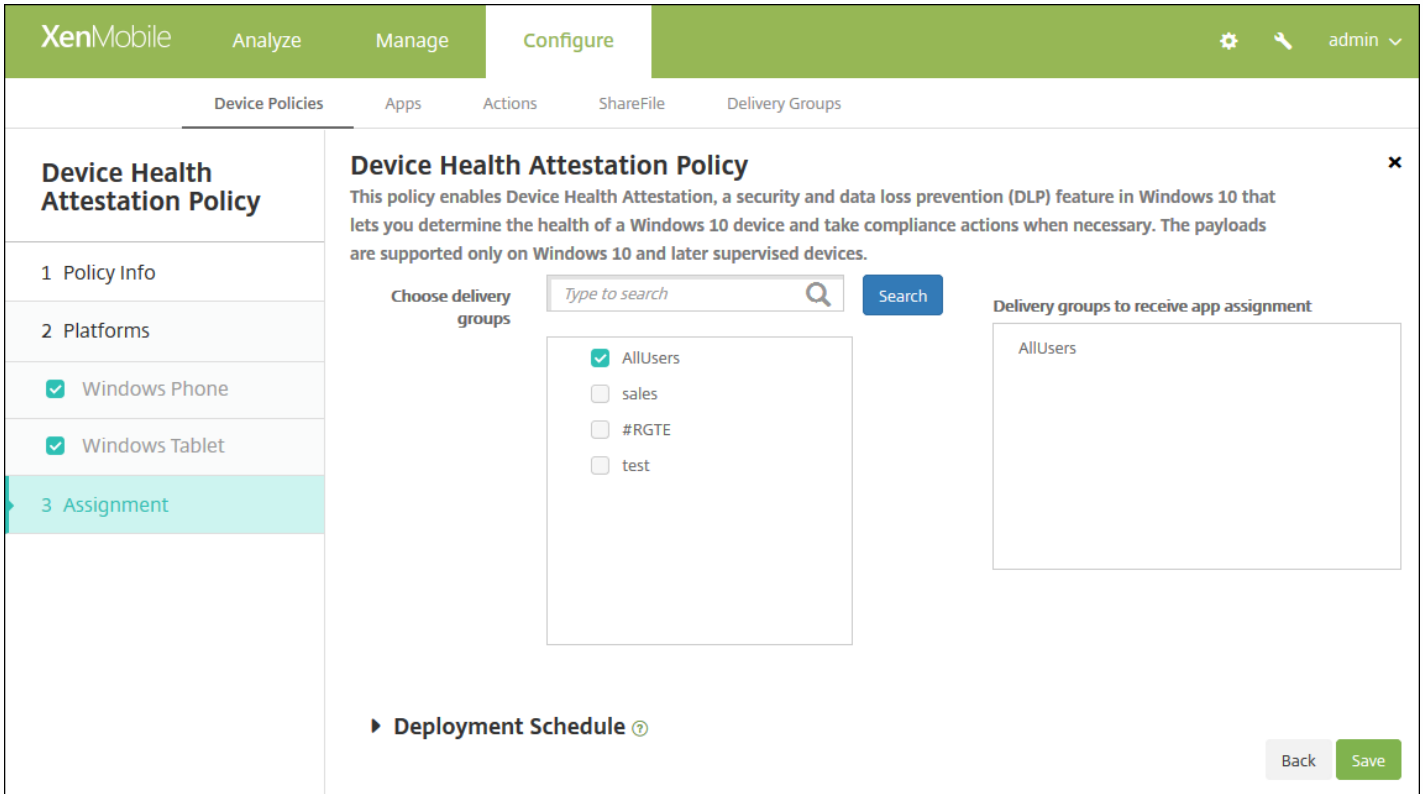 XenMobile Analyze Manage Configure admin
Device Policies Apps Actions ShareFile Delivery Groups
Device Health
Attestation Policy
1 Policy Info
2 Platforms
Windows Phone
Windows Tablet
3 Assignment
Device Health Attestation Policy
This policy enables Device Health Attestation, a security and data loss prevention (DLP) feature in Windows 10 that
lets you determine the health of a Windows 10 device and take compliance actions when necessary. The payloads
are supported only on Windows 10 and later supervised devices.
Choose delivery
groups
Type to search
Search
AllUsers
sales
#RGTE
test
Delivery groups to receive app assignment
AllUsers
Deployment Schedule ?
Back Save